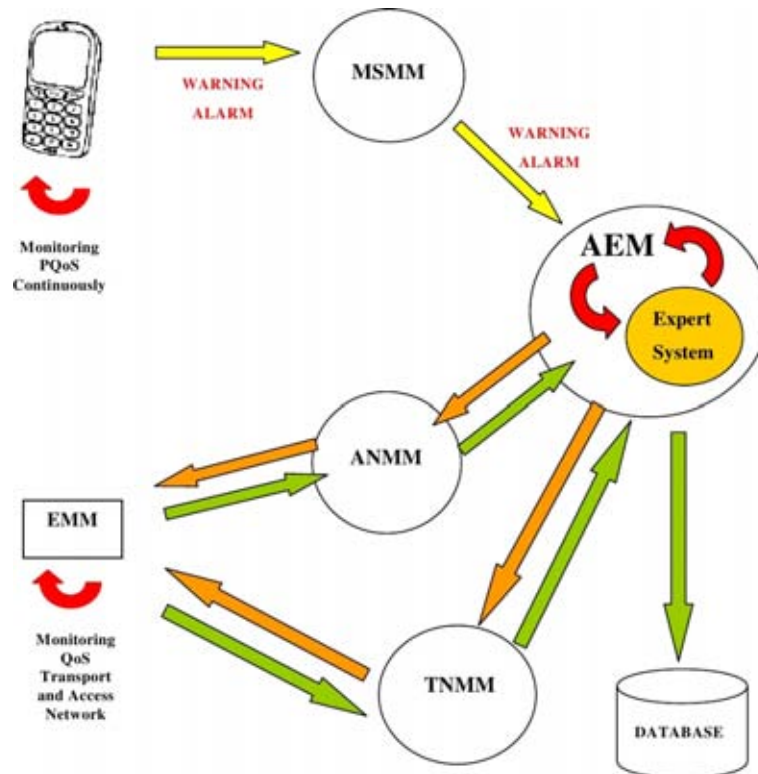 MSMM
WARNING
ALARM
WARNING
ALARM
Monitoring
PQoS
Continuously
AEM
Expert
System
ANMM
EMM
Monitoring
QoS
Transport
and Access
Network
TNMM
DATABASE